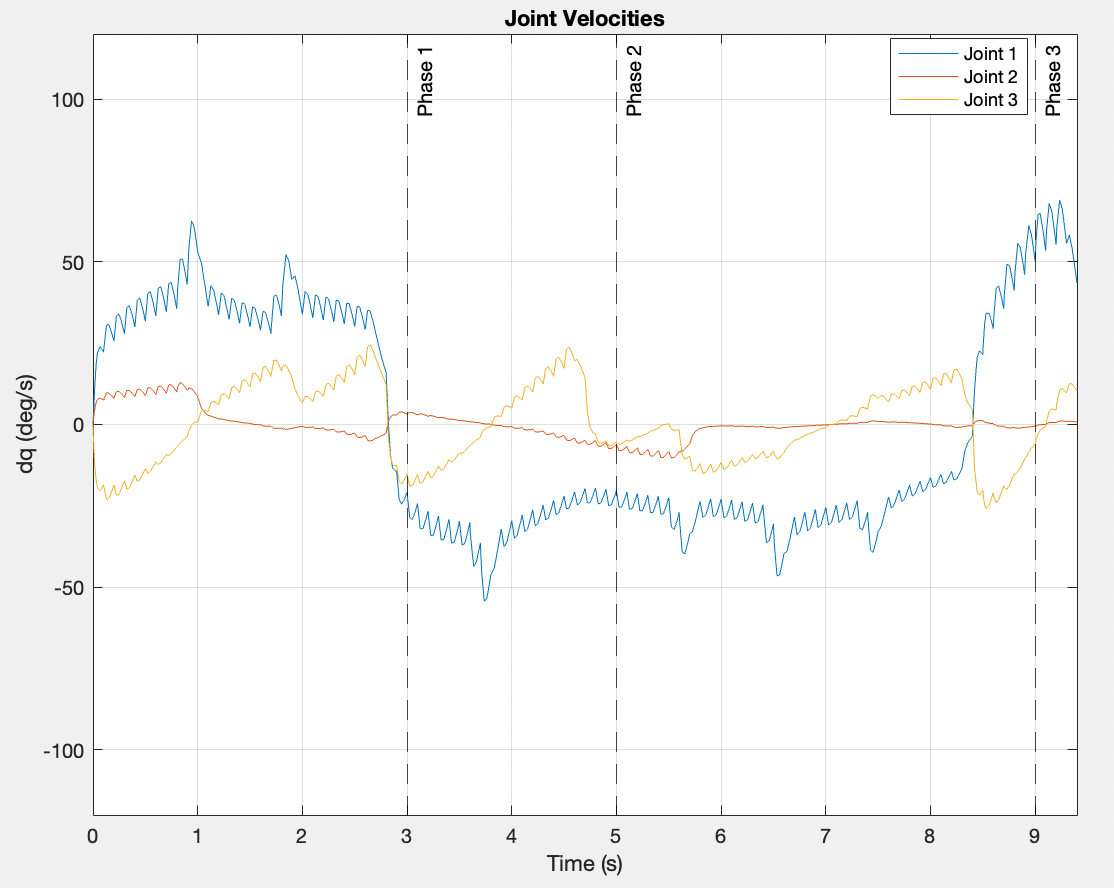 Joint Velocities
Joint 1
Joint 2
Joint 3
Phase 1
Phase 2
Phase 3
100
50
0
-50
-100
dq (deg/s)
0 1 2 3 4 5 6 7 8 9
Time (s)